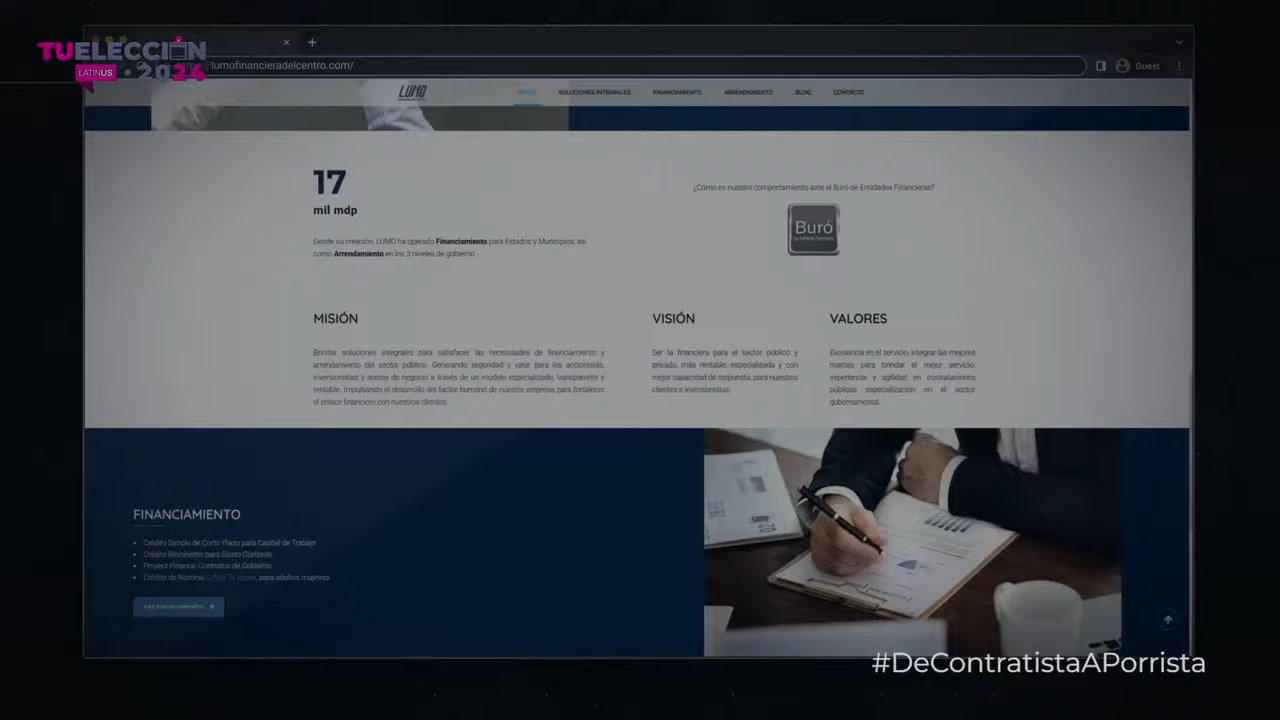 TUELECCIÓN
LATINUS · 2024
lumofinancieradelcentro.com/
Guest
LUMO
INICIO
SOLUCIONES INTEGRALES
FINANCIAMIENTO
ARRENDAMIENTO
BLOG
CONTACTO
17
mil mdp
Desde su creación, LUMO ha operado Financiamiento para Estados y Municipios, así
como Arrendamiento en los 3 niveles de gobierno.
¿Cómo es nuestro comportamiento ante el Buró de Entidades Financieras?
Buró
MISIÓN
Brindar soluciones integrales para satisfacer las necesidades de financiamiento y
arrendamiento del sector público. Generando seguridad y valor para los accionistas,
inversionistas y socios de negocio a través de un modelo especializado, transparente y
rentable. Impulsando el desarrollo del factor humano de nuestra empresa para fortalecer
el enlace financiero con nuestros clientes.
VISIÓN
Ser la financiera para el sector público y
privado, más rentable, especializada y con
mejor capacidad de respuesta, para nuestros
clientes e inversionistas.
VALORES
Excelencia en el servicio, integrar las mejores
marcas para brindar el mejor servicio,
experiencia y agilidad en contrataciones
públicas especialización en el sector
gubernamental.
FINANCIAMIENTO
Crédito Simple de Corto Plazo para Capital de Trabajo
Crédito Revolvente para Gasto Corriente
Proyect Finance: Contratos de Gobierno
Crédito de Nómina para adultos mayores
MÁS FINANCIAMIENTO
#DeContratistaAPorrista